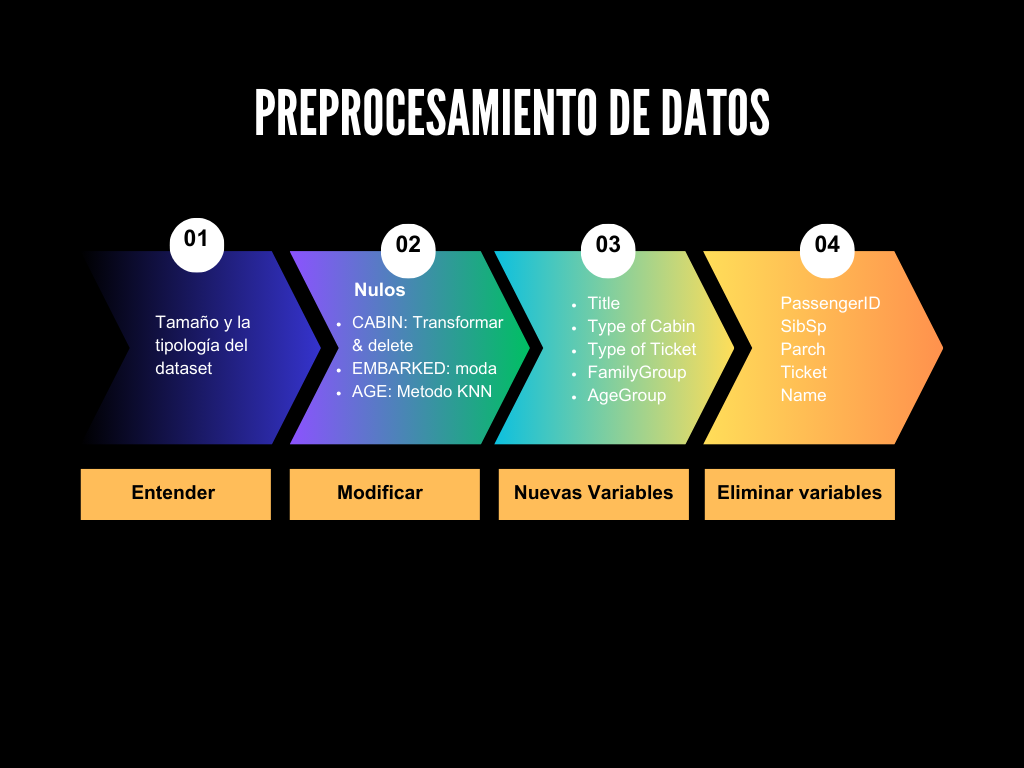 PREPROCESAMIENTO DE DATOS
01
Tamaño y la
tipología del
dataset
Entender
02
Nulos
• CABIN: Transformar
& delete
• EMBARKED: moda
• AGE: Metodo KNN
Modificar
03
• Title
• Type of Cabin
• Type of Ticket
• FamilyGroup
• AgeGroup
Nuevas Variables
04
PassengerID
SibSp
Parch
Ticket
Name
Eliminar variables